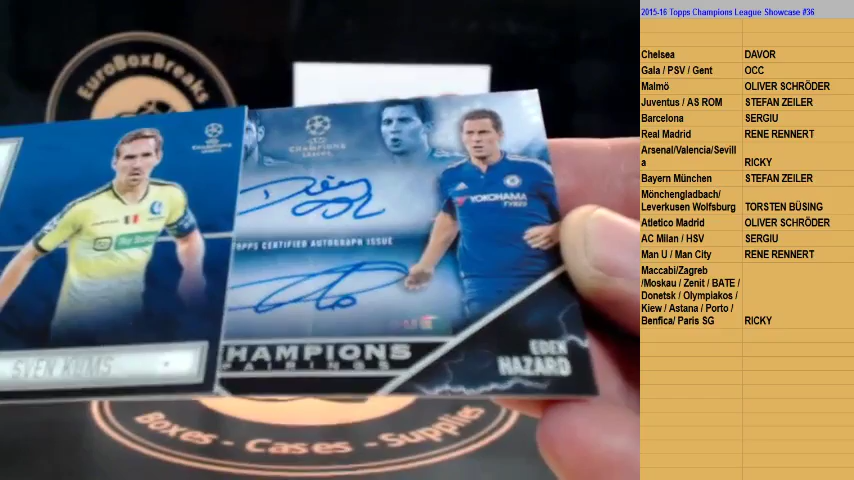 EuroBoxBreaks
CHAMPIONS
LEAGUE
YOKOHAMA
TYRES
TOPPS CERTIFIED AUTOGRAPH ISSUE
HAMPIONS
PAIRINGS
EDEN
HAZARD
SVEN KUMS
Boxes - Cases - Supplies
2015-16 Topps Champions League Showcase #36
Chelsea DAVOR
Gala / PSV / Gent OCC
Malmö OLIVER SCHRÖDER
Juventus / AS ROM STEFAN ZEILER
Barcelona SERGIU
Real Madrid RENE RENNERT
Arsenal/Valencia/Sevill
a RICKY
Bayern München STEFAN ZEILER
Mönchengladbach/
Leverkusen Wolfsburg TORSTEN BÜSING
Atletico Madrid OLIVER SCHRÖDER
AC Milan / HSV SERGIU
Man U / Man City RENE RENNERT
Maccabi/Zagreb
/Moskau / Zenit / BATE /
Donetsk / Olympiakos /
Kiew / Astana / Porto /
Benfica/ Paris SG RICKY